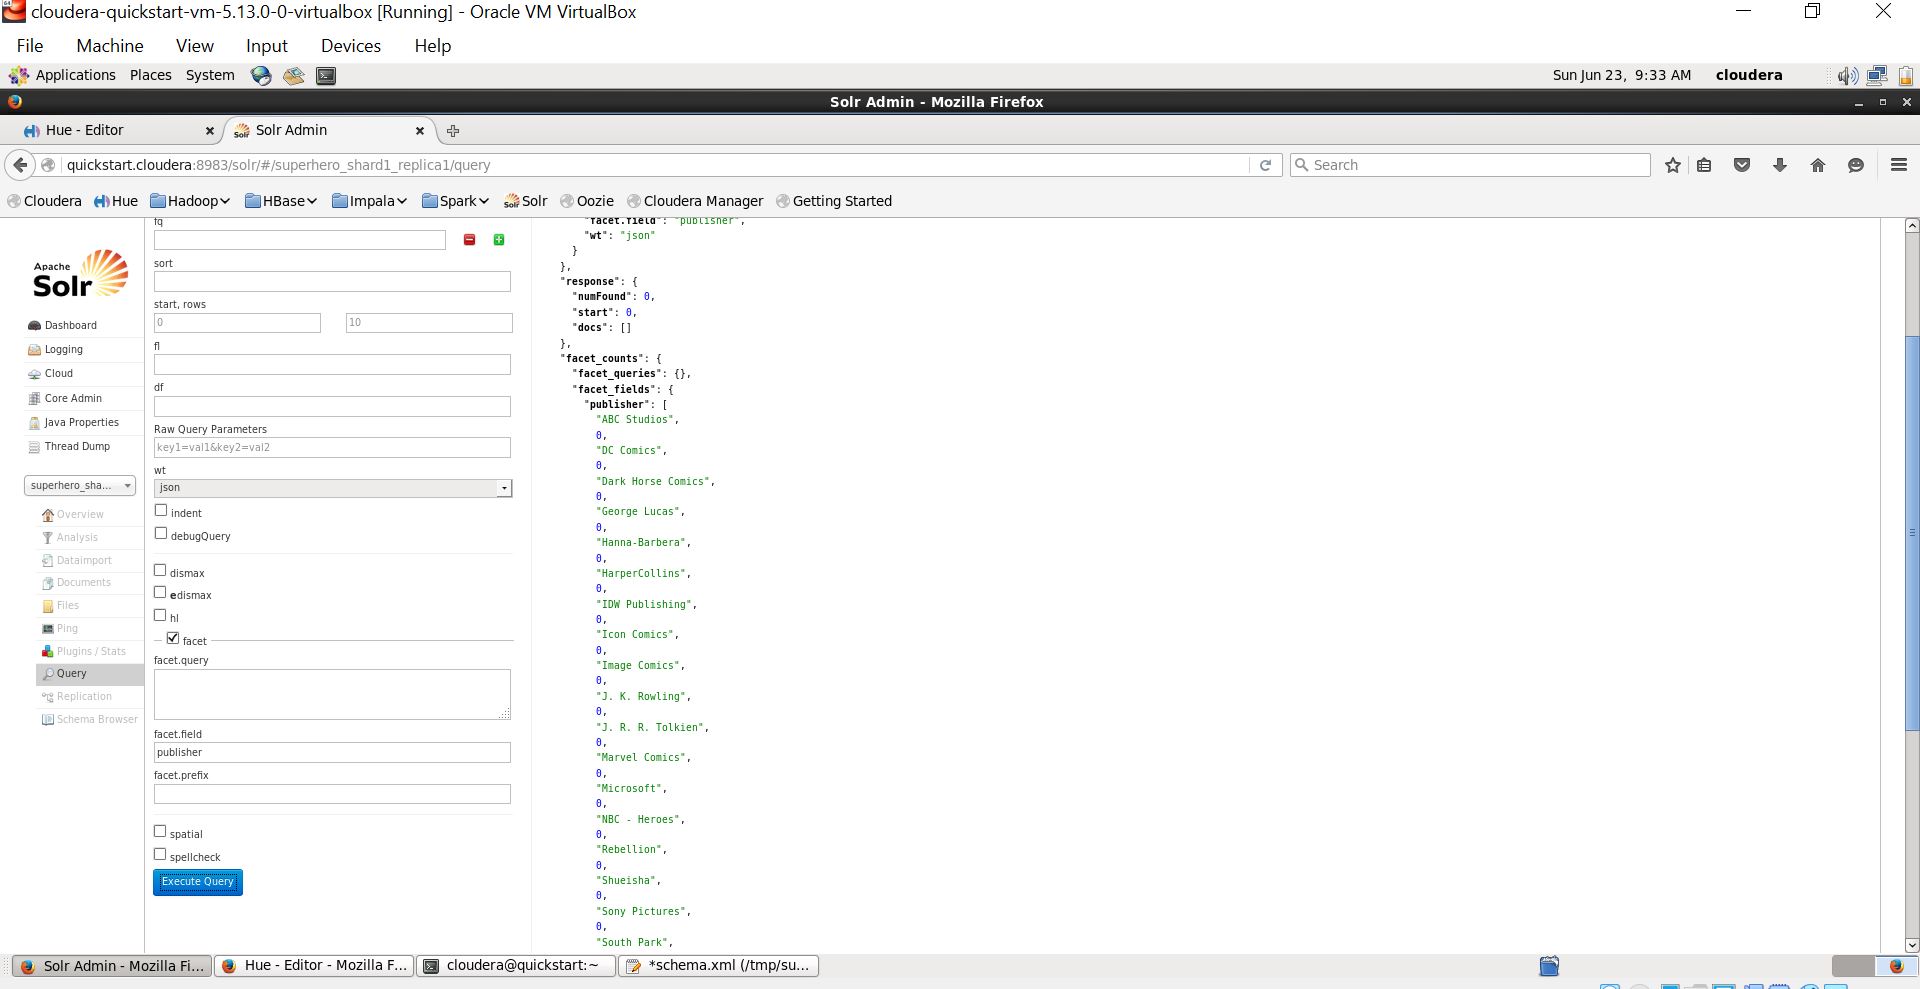 cloudera-quickstart-vm-5.13.0-0-virtualbox [Running] - Oracle VM VirtualBox
File Machine View Input Devices Help
Applications Places System
Sun Jun 23, 9:33 AM cloudera
Solr Admin - Mozilla Firefox
Hue - Editor
Solr Admin
quickstart.cloudera:8983/solr/#/superhero_shard1_replica1/query
Search
Cloudera Hue Hadoop HBase Impala Spark Solr Oozie Cloudera Manager Getting Started
Apache
Solr
Dashboard
Logging
Cloud
Core Admin
Java Properties
Thread Dump
superhero_sha...
Overview
Analysis
Dataimport
Documents
Files
Ping
Plugins / Stats
Query
Replication
Schema Browser
fq
sort
start, rows
0
10
fl
df
Raw Query Parameters
key1=val1&key2=val2
wt
json
indent
debugQuery
dismax
edismax
hl
facet
facet.query
facet.field
publisher
facet.prefix
spatial
spellcheck
Execute Query
"facet.field": "publisher",
"wt": "json"
}
},
"response": {
"numFound": 0,
"start": 0,
"docs": []
},
"facet_counts": {
"facet_queries": {},
"facet_fields": {
"publisher": [
"ABC Studios",
0,
"DC Comics",
0,
"Dark Horse Comics",
0,
"George Lucas",
0,
"Hanna-Barbera",
0,
"HarperCollins",
0,
"IDW Publishing",
0,
"Icon Comics",
0,
"Image Comics",
0,
"J. K. Rowling",
0,
"J. R. R. Tolkien",
0,
"Marvel Comics",
0,
"Microsoft",
0,
"NBC - Heroes",
0,
"Rebellion",
0,
"Shueisha",
0,
"Sony Pictures",
0,
"South Park",
Solr Admin - Mozilla Fi...
Hue - Editor - Mozilla F...
cloudera@quickstart:~
*schema.xml (/tmp/su...